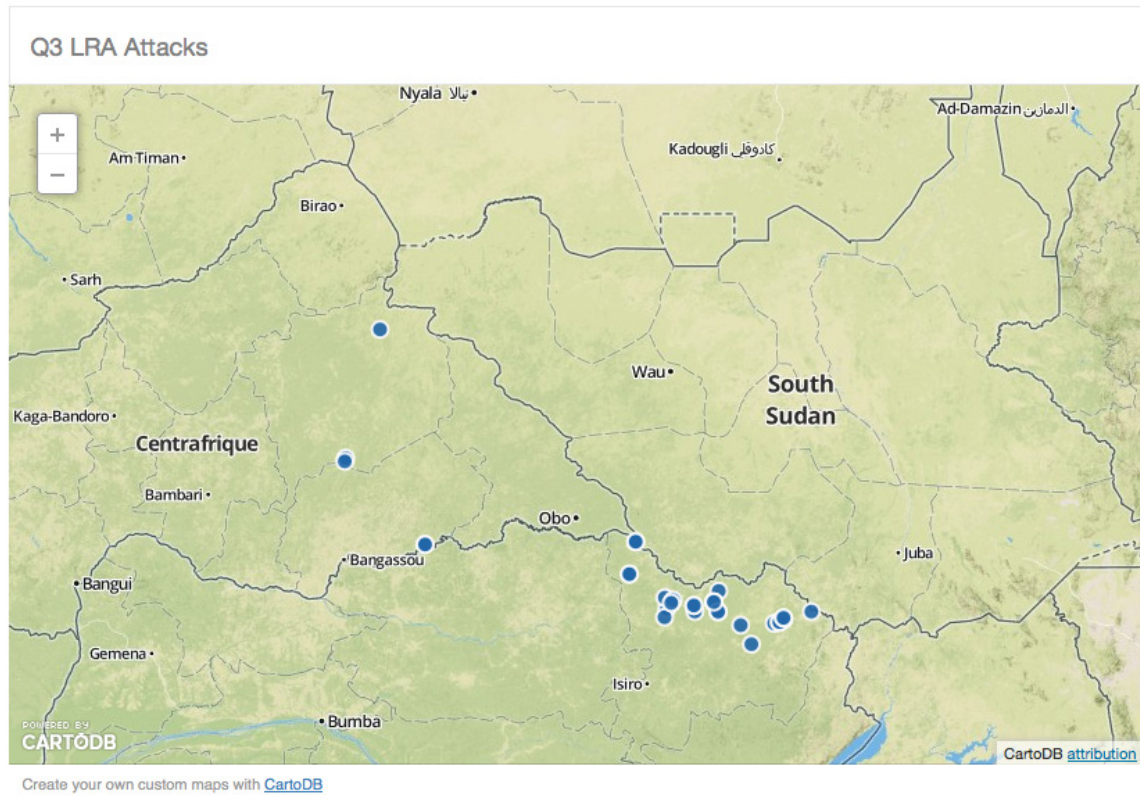 Q3 LRA Attacks
+
−
Nyala نيالا
Ad-Damazin الدمازين
Kadougli كادوقلي
Am Timan
Birao
Sarh
Wau
South
Sudan
Kaga-Bandoro
Centrafrique
Bambari
Obo
Bangassou
Juba
Bangui
Gemena
Isiro
Bumba
POWERED BY
CARTODB
CartoDB attribution
Create your own custom maps with CartoDB